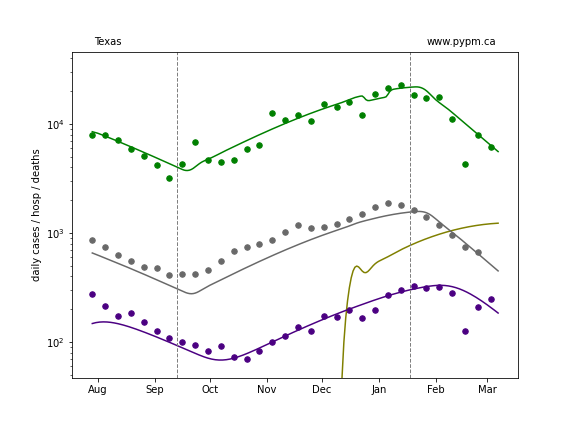 Texas
www.pypm.ca
daily cases / hosp / deaths
10⁴
10³
10²
Aug Sep Oct Nov Dec Jan Feb Mar